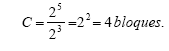 C = 2^5 / 2^3 = 2^2 = 4 bloques.